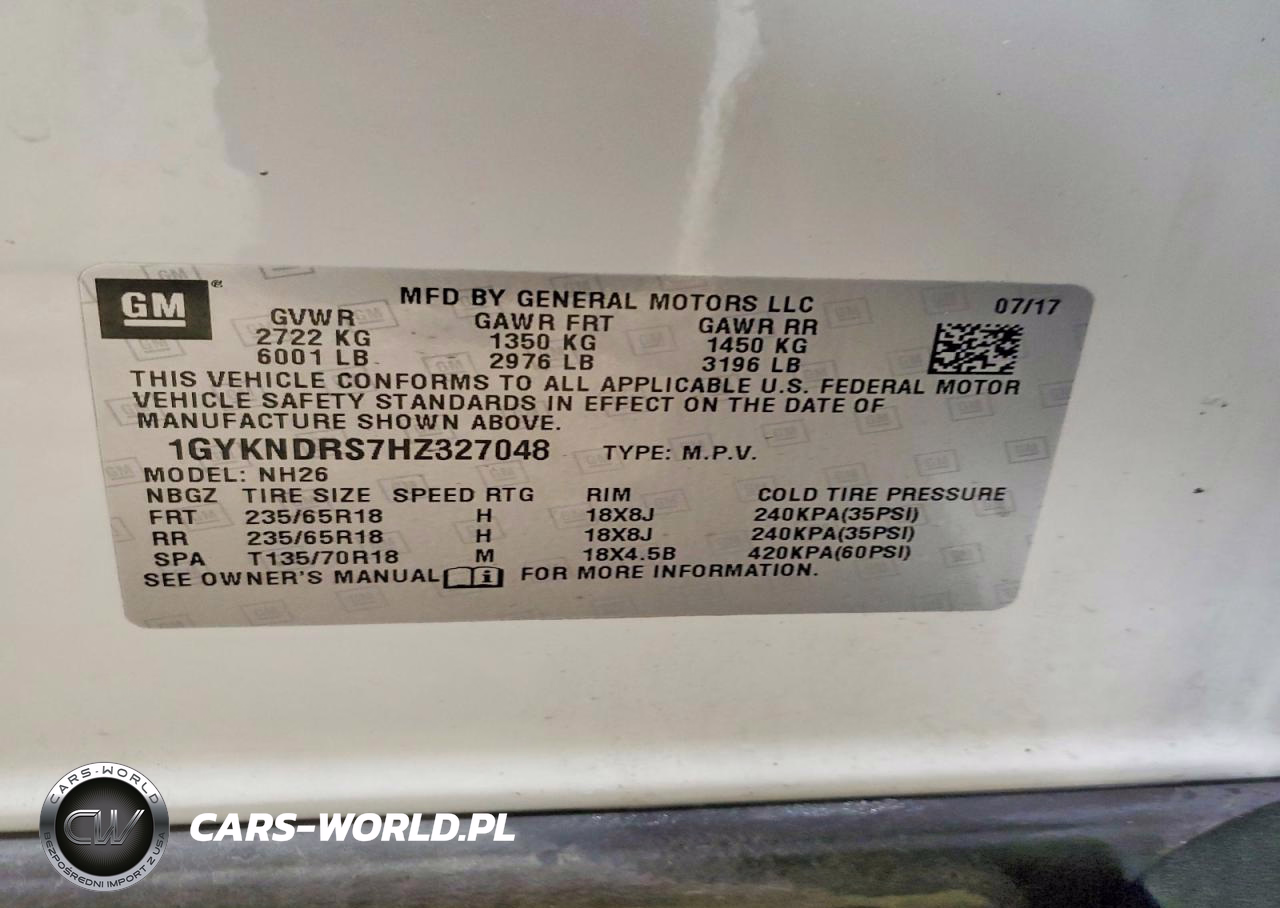 GM
MFD BY GENERAL MOTORS LLC 07/17
GVWR GAWR FRT GAWR RR
2722 KG 1350 KG 1450 KG
6001 LB 2976 LB 3196 LB
THIS VEHICLE CONFORMS TO ALL APPLICABLE U.S. FEDERAL MOTOR
VEHICLE SAFETY STANDARDS IN EFFECT ON THE DATE OF
MANUFACTURE SHOWN ABOVE.
1GYKNDRS7HZ327048 TYPE: M.P.V.
MODEL: NH26
NBGZ TIRE SIZE SPEED RTG RIM COLD TIRE PRESSURE
FRT 235/65R18 H 18X8J 240KPA(35PSI)
RR 235/65R18 H 18X8J 240KPA(35PSI)
SPA T135/70R18 M 18X4.5B 420KPA(60PSI)
SEE OWNER'S MANUAL FOR MORE INFORMATION.
CARS-WORLD
CW
BEZPOŚREDNI IMPORT Z USA
CARS-WORLD.PL